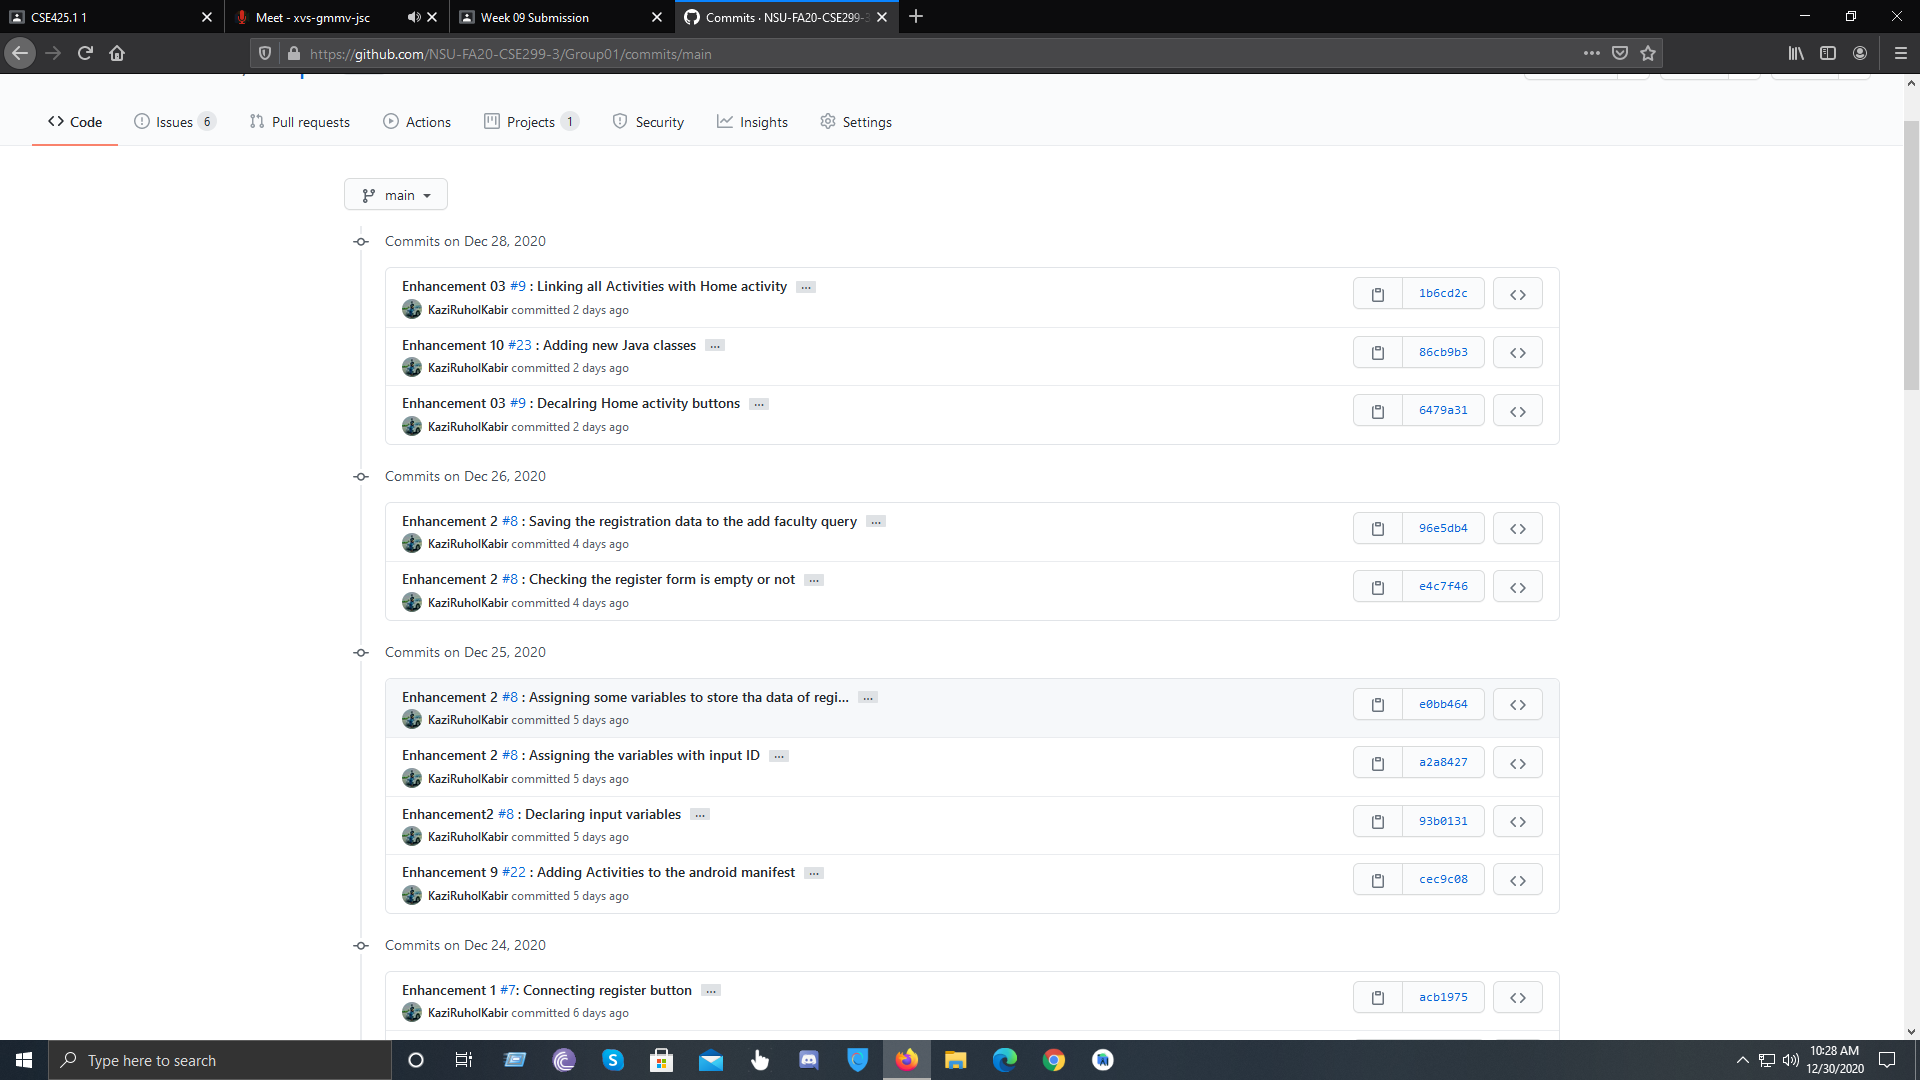 CSE425.1 1
Meet - xvs-gmmv-jsc
Week 09 Submission
Commits · NSU-FA20-CSE299-3
https://github.com/NSU-FA20-CSE299-3/Group01/commits/main
Code
Issues 6
Pull requests
Actions
Projects 1
Security
Insights
Settings
main
Commits on Dec 28, 2020
Enhancement 03 #9 : Linking all Activities with Home activity ...
KaziRuholKabir committed 2 days ago
1b6cd2c
Enhancement 10 #23 : Adding new Java classes ...
KaziRuholKabir committed 2 days ago
86cb9b3
Enhancement 03 #9 : Decalring Home activity buttons ...
KaziRuholKabir committed 2 days ago
6479a31
Commits on Dec 26, 2020
Enhancement 2 #8 : Saving the registration data to the add faculty query ...
KaziRuholKabir committed 4 days ago
96e5db4
Enhancement 2 #8 : Checking the register form is empty or not ...
KaziRuholKabir committed 4 days ago
e4c7f46
Commits on Dec 25, 2020
Enhancement 2 #8 : Assigning some variables to store tha data of regi... ...
KaziRuholKabir committed 5 days ago
e0bb464
Enhancement 2 #8 : Assigning the variables with input ID ...
KaziRuholKabir committed 5 days ago
a2a8427
Enhancement2 #8 : Declaring input variables ...
KaziRuholKabir committed 5 days ago
93b0131
Enhancement 9 #22 : Adding Activities to the android manifest ...
KaziRuholKabir committed 5 days ago
cec9c08
Commits on Dec 24, 2020
Enhancement 1 #7: Connecting register button ...
KaziRuholKabir committed 6 days ago
acb1975
Type here to search
10:28 AM
12/30/2020